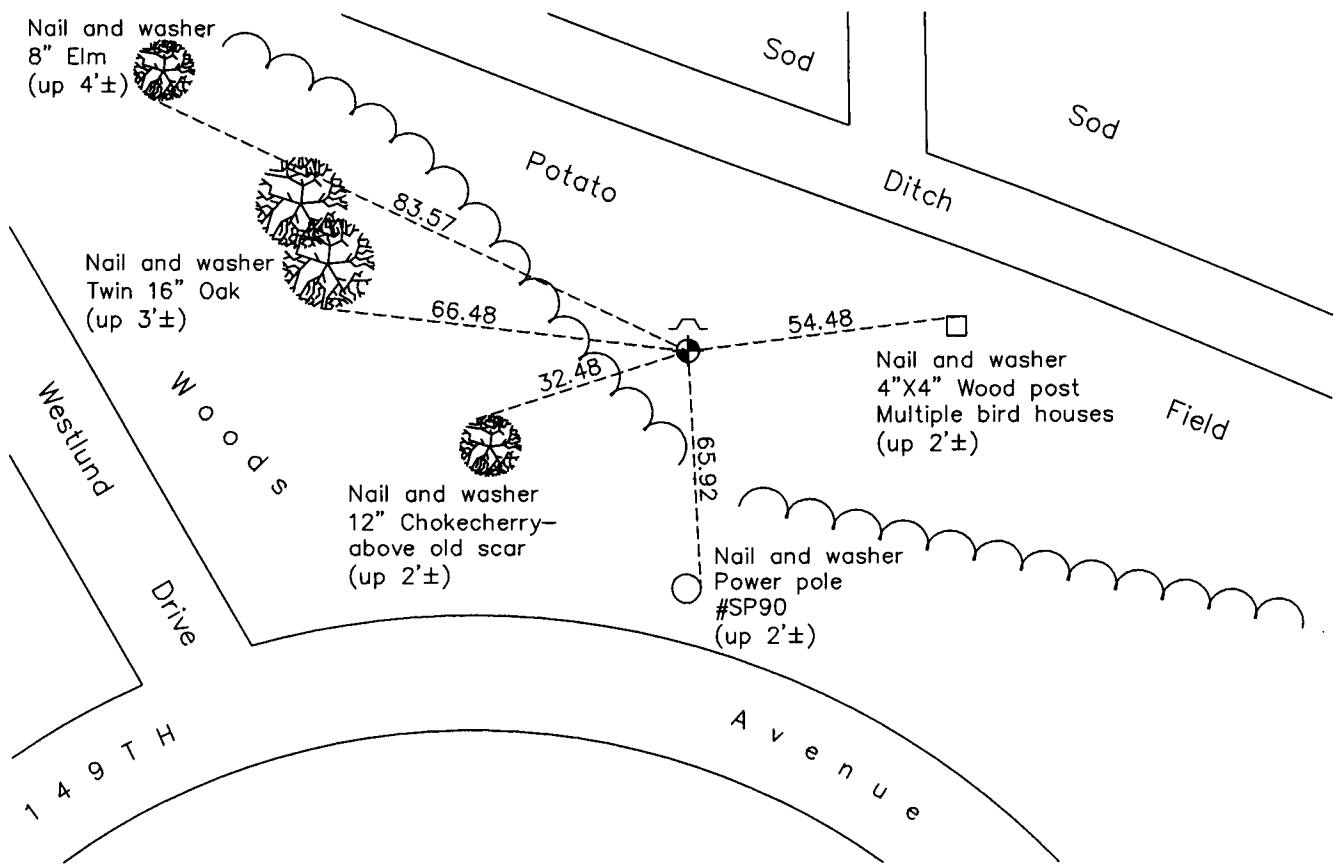 Nail and washer
8" Elm
(up 4'±)
Sod
Sod
Potato
Ditch
83.57
Nail and washer
Twin 16" Oak
(up 3'±)
66.48
54.48
32.48
65.92
Nail and washer
4"X4" Wood post
Multiple bird houses
(up 2'±)
Field
Woods
Westlund
Drive
Nail and washer
12" Chokecherry–
above old scar
(up 2'±)
Nail and washer
Power pole
#SP90
(up 2'±)
149TH
Avenue